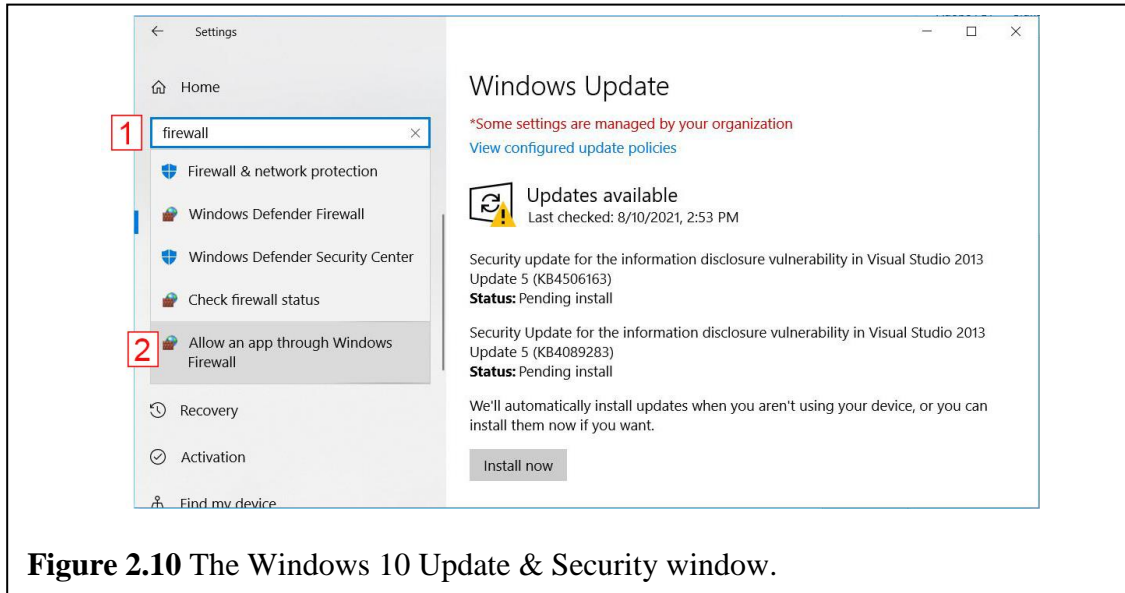 Settings
Home
1
firewall
Firewall & network protection
Windows Defender Firewall
Windows Defender Security Center
Check firewall status
2
Allow an app through Windows
Firewall
Recovery
Activation
Find my device
Windows Update
*Some settings are managed by your organization
View configured update policies
Updates available
Last checked: 8/10/2021, 2:53 PM
Security update for the information disclosure vulnerability in Visual Studio 2013
Update 5 (KB4506163)
Status: Pending install
Security Update for the information disclosure vulnerability in Visual Studio 2013
Update 5 (KB4089283)
Status: Pending install
We'll automatically install updates when you aren't using your device, or you can
install them now if you want.
Install now
Figure 2.10 The Windows 10 Update & Security window.